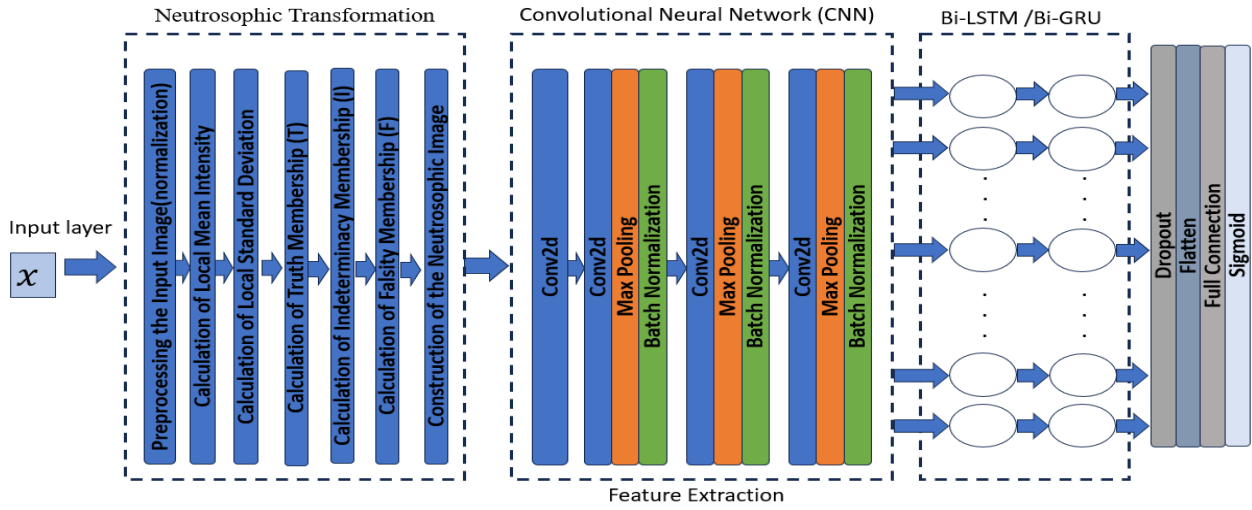 Neutrosophic Transformation
Convolutional Neural Network (CNN)
Bi-LSTM /Bi-GRU
Input layer
x
Preprocessing the Input Image(normalization)
Calculation of Local Mean Intensity
Calculation of Local Standard Deviation
Calculation of Truth Membership (T)
Calculation of Indeterminacy Membership (I)
Calculation of Falsity Membership (F)
Construction of the Neutrosophic Image
Conv2d
Conv2d
Max Pooling
Batch Normalization
Conv2d
Max Pooling
Batch Normalization
Conv2d
Max Pooling
Batch Normalization
Dropout
Flatten
Full Connection
Sigmoid
Feature Extraction